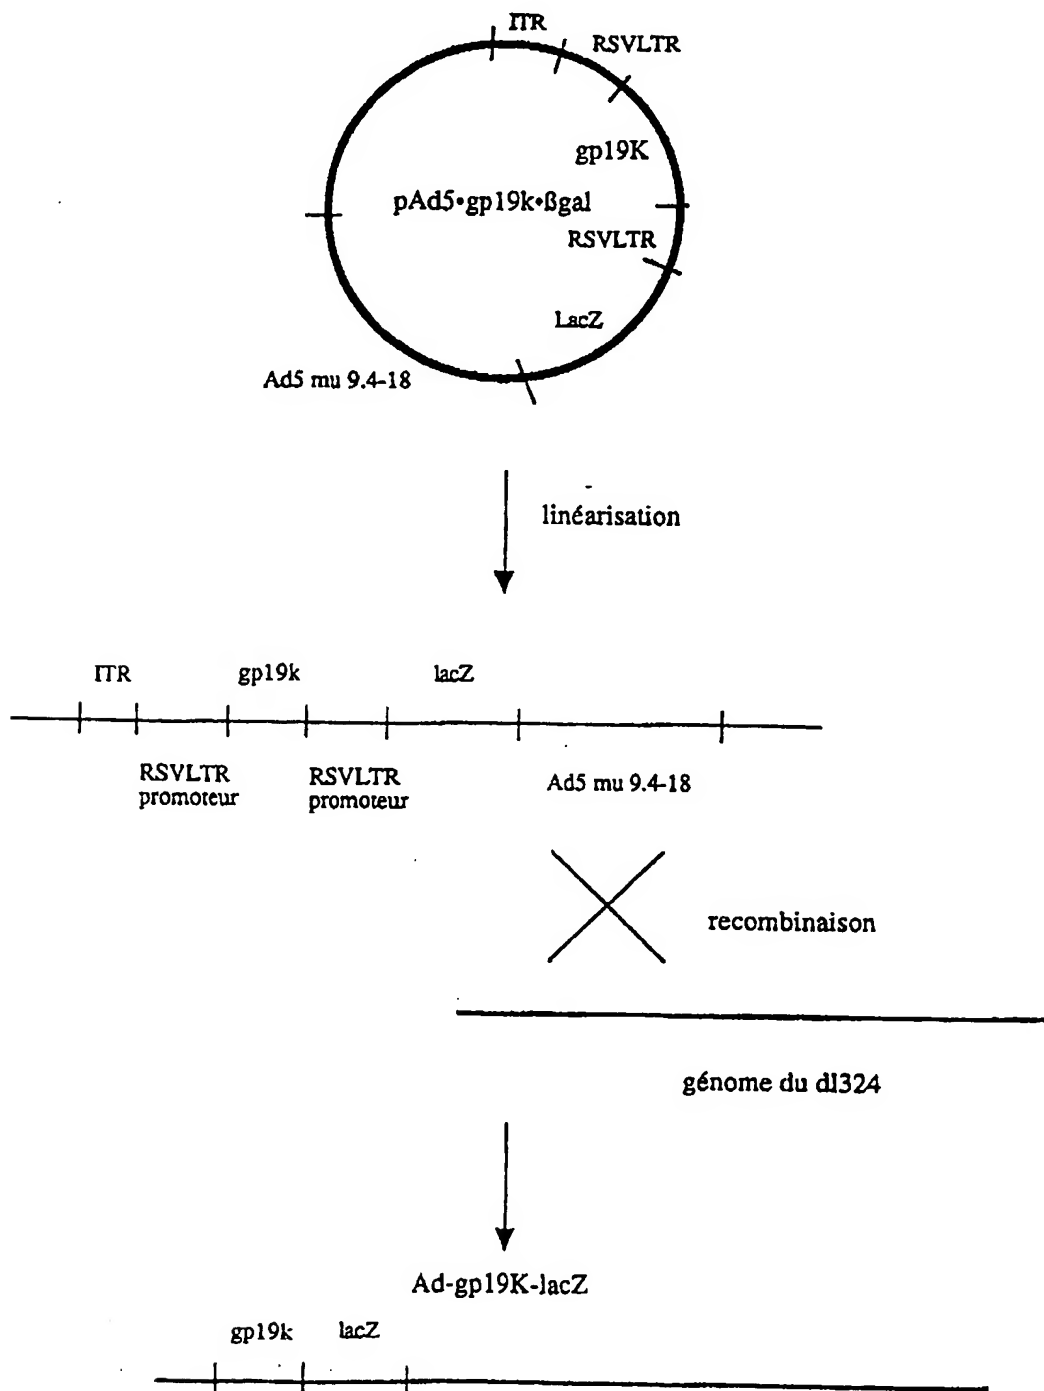 ITR
RSVLTR
gp19K
pAd5•gp19k•ßgal
RSVLTR
LacZ
Ad5 mu 9.4-18
linéarisation
ITR
gp19k
lacZ
RSVLTR
promoteur
RSVLTR
promoteur
Ad5 mu 9.4-18
recombinaison
génome du dl324
Ad-gp19K-lacZ
gp19k
lacZ